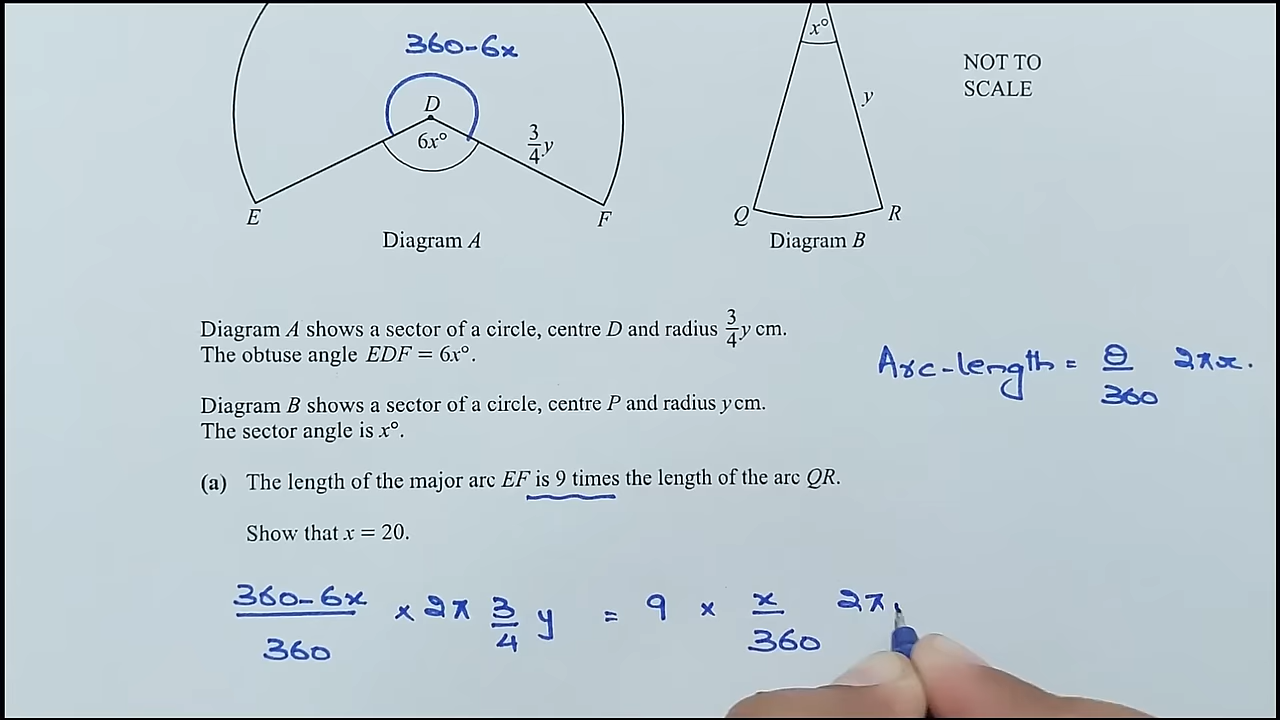 360-6x
x°
NOT TO
SCALE
D
y
6x°
3/4 y
E
F
Q
R
Diagram A
Diagram B
Diagram A shows a sector of a circle, centre D and radius 3/4 y cm.
The obtuse angle EDF = 6x°.
Arc-length = θ/360 2πr.
Diagram B shows a sector of a circle, centre P and radius y cm.
The sector angle is x°.
(a) The length of the major arc EF is 9 times the length of the arc QR.
Show that x = 20.
360-6x/360 × 2π 3/4 y = 9 × x/360 2π